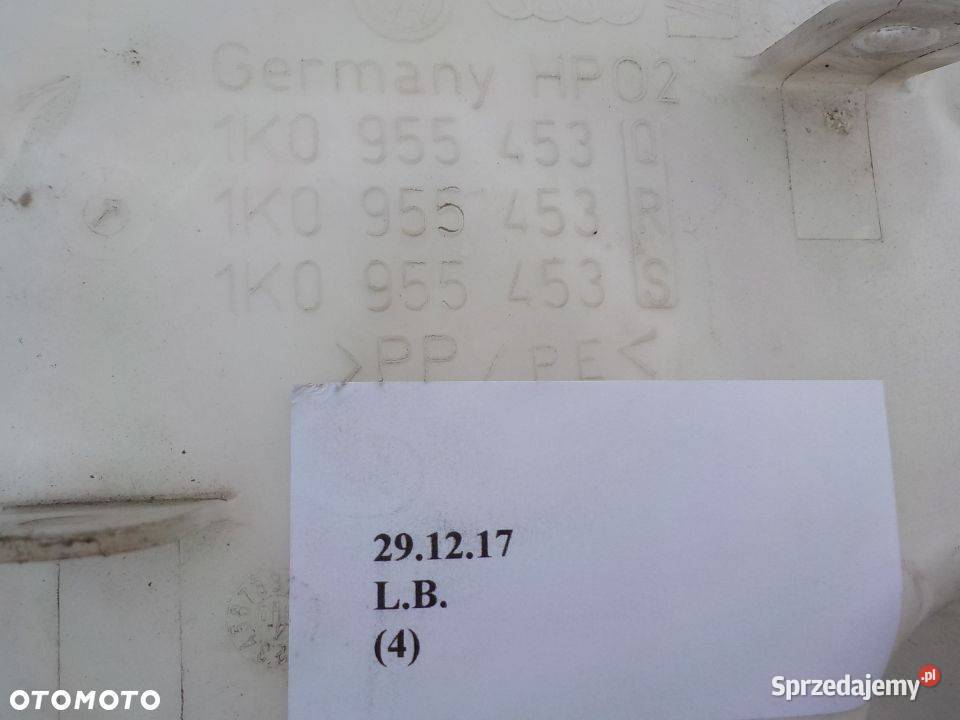 Germany HPO2
1K0 955 453 Q
1K0 955 453 R
1K0 955 453 S
>PP/PE<
29.12.17
L.B.
(4)
OTOMOTO
Sprzedajemy.pl